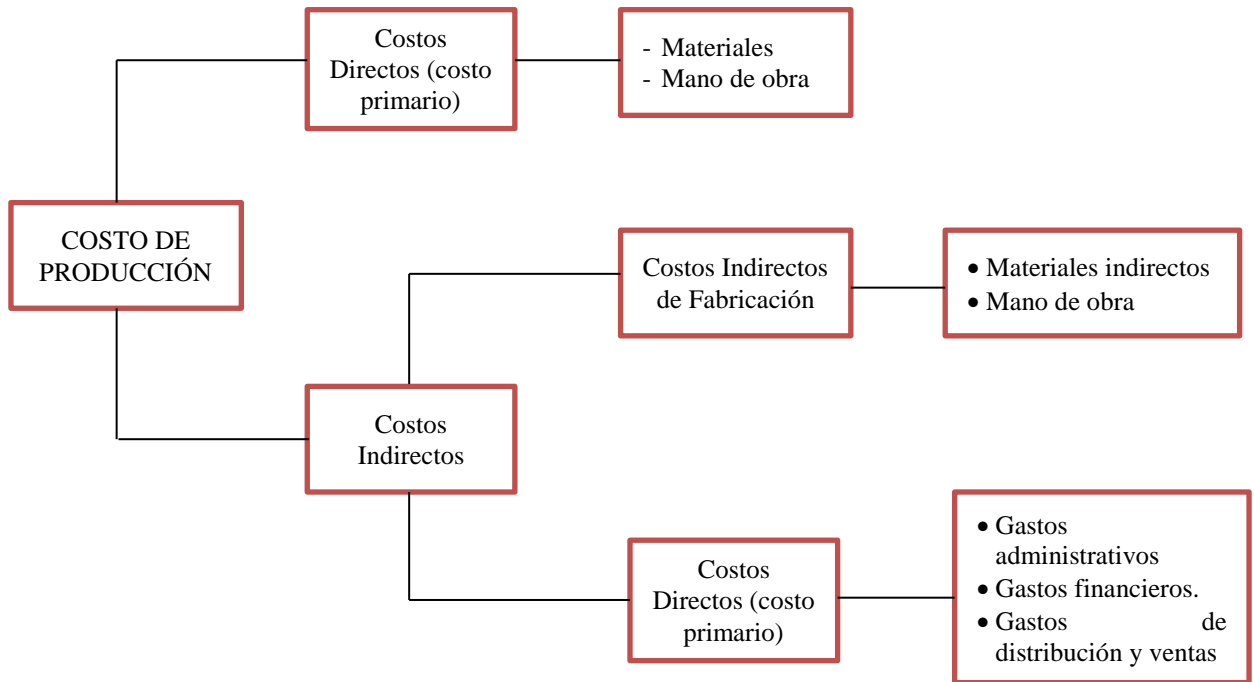 Costos
Directos (costo
primario)
- Materiales
- Mano de obra
COSTO DE
PRODUCCIÓN
Costos Indirectos
de Fabricación
• Materiales indirectos
• Mano de obra
Costos
Indirectos
Costos
Directos (costo
primario)
• Gastos
administrativos
• Gastos financieros.
• Gastos de
distribución y ventas